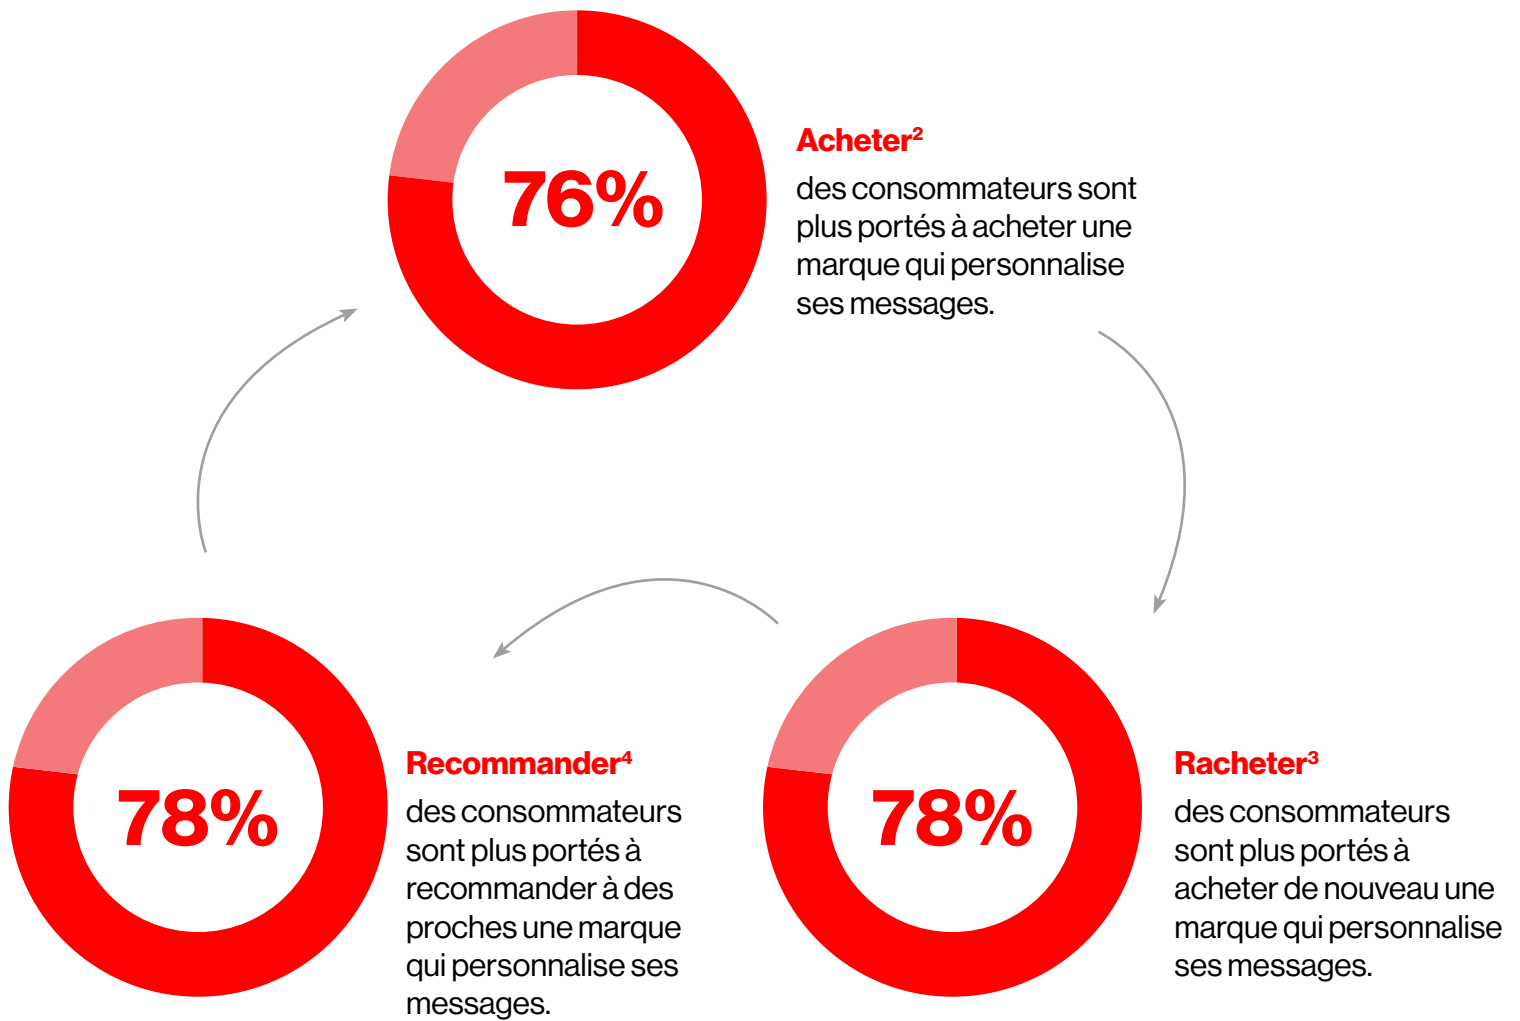 76%
Acheter²
des consommateurs sont
plus portés à acheter une
marque qui personnalise
ses messages.
78%
Racheter³
des consommateurs
sont plus portés à
acheter de nouveau une
marque qui personnalise
ses messages.
78%
Recommander⁴
des consommateurs
sont plus portés à
recommander à des
proches une marque
qui personnalise ses
messages.